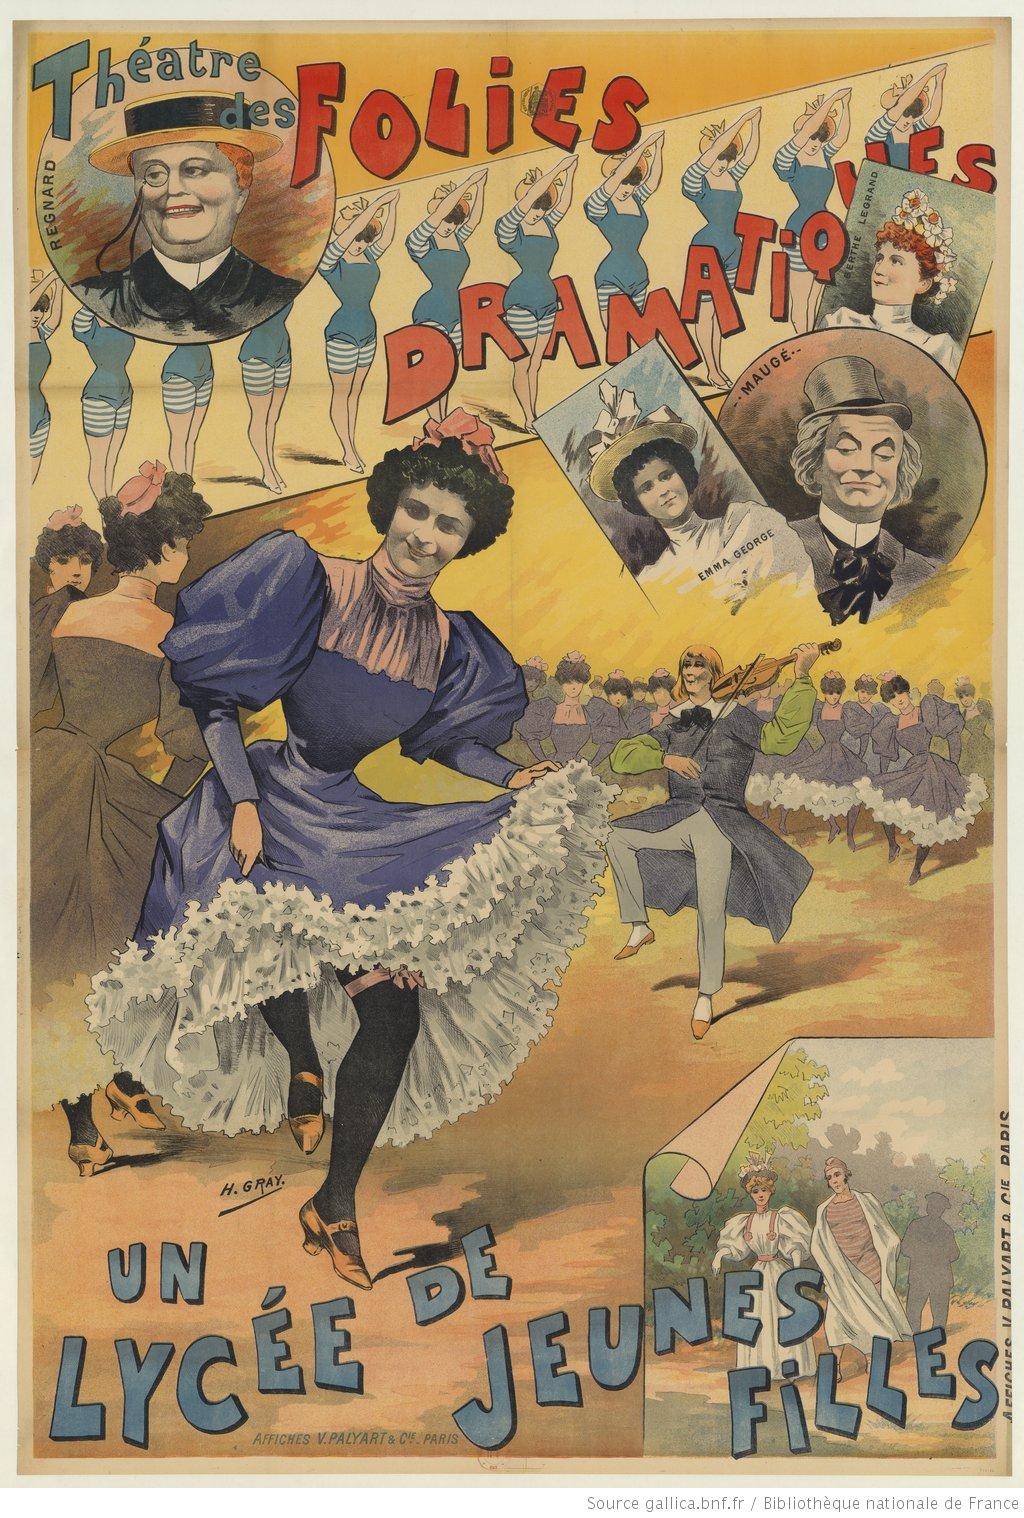 Théatre
des FOLIES
DRAMATIQUES
REGNARD
BERTHE LEGRAND
MAUGÉ
EMMA GEORGE
H. GRAY.
UN
LYCÉE DE
JEUNES
FILLES
AFFICHES V. PALYART & CIE. PARIS
AFFICHES V. PALYART & CIE PARIS
Source gallica.bnf.fr / Bibliothèque nationale de France